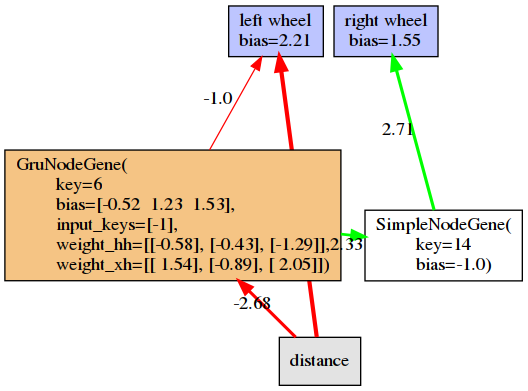 left wheel
bias=2.21
right wheel
bias=1.55
-1.0
2.71
GruNodeGene(
key=6
bias=[-0.52 1.23 1.53],
input_keys=[-1],
weight_hh=[[-0.58], [-0.43], [-1.29]],
weight_xh=[[ 1.54], [-0.89], [ 2.05]])
2.33
SimpleNodeGene(
key=14
bias=-1.0)
-2.68
distance